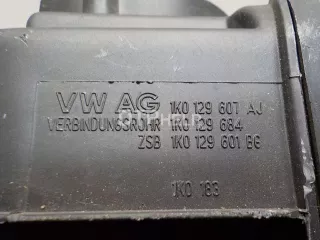 VW AG 1K0 129 607 AJ
VERBINDUNGSROHR 1K0 129 684
ZSB 1K0 129 601 BG
1K0 183